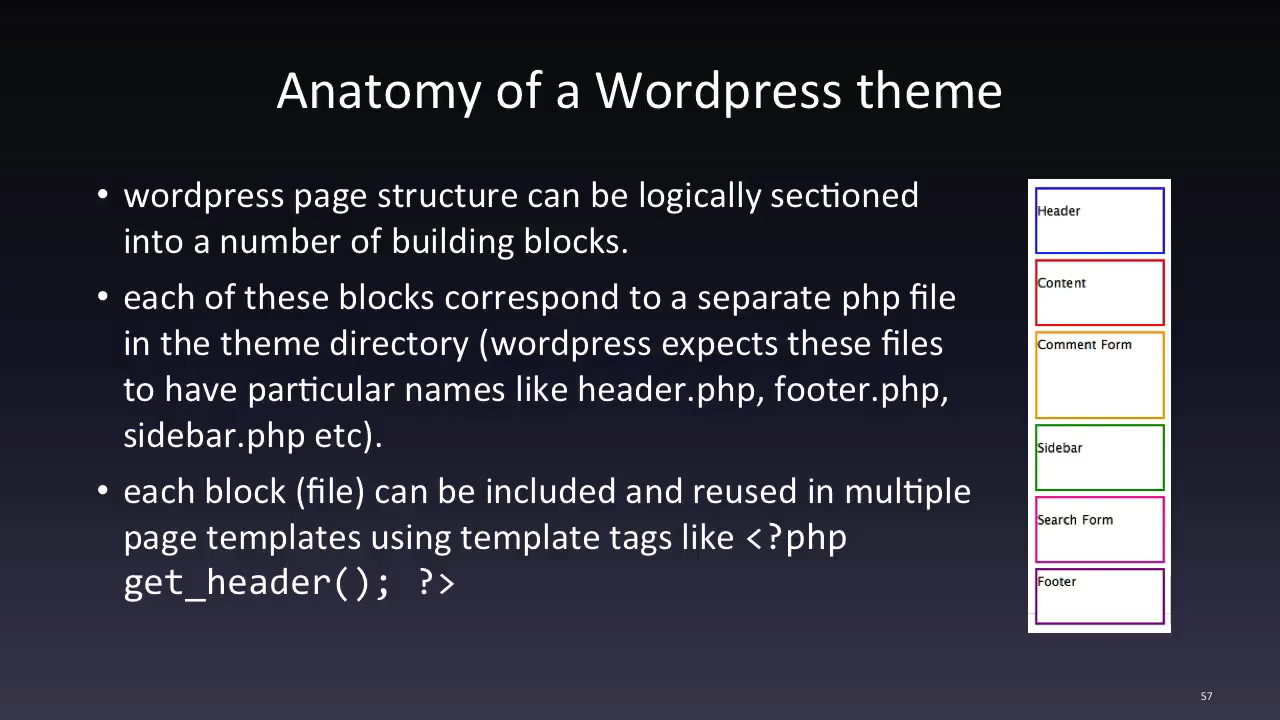 Anatomy of a Wordpress theme
• wordpress page structure can be logically sectioned
into a number of building blocks.
• each of these blocks correspond to a separate php file
in the theme directory (wordpress expects these files
to have particular names like header.php, footer.php,
sidebar.php etc).
• each block (file) can be included and reused in multiple
page templates using template tags like <?php
get_header(); ?>
Header
Content
Comment Form
Sidebar
Search Form
Footer
57